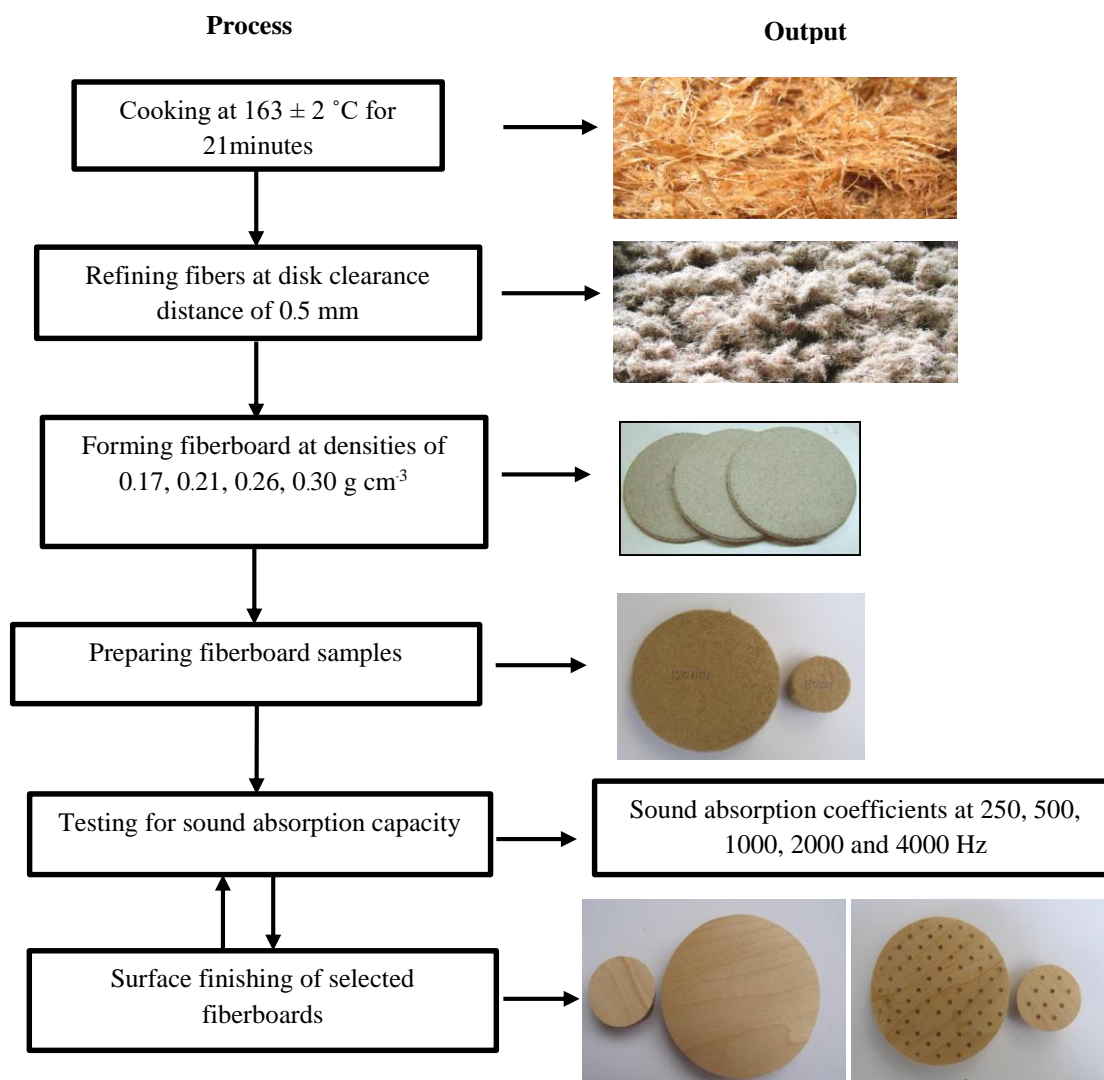 Process
Output
Cooking at 163 ± 2 ˚C for
21minutes
Refining fibers at disk clearance
distance of 0.5 mm
Forming fiberboard at densities of
0.17, 0.21, 0.26, 0.30 g cm-3
Preparing fiberboard samples
Testing for sound absorption capacity
Sound absorption coefficients at 250, 500,
1000, 2000 and 4000 Hz
Surface finishing of selected
fiberboards